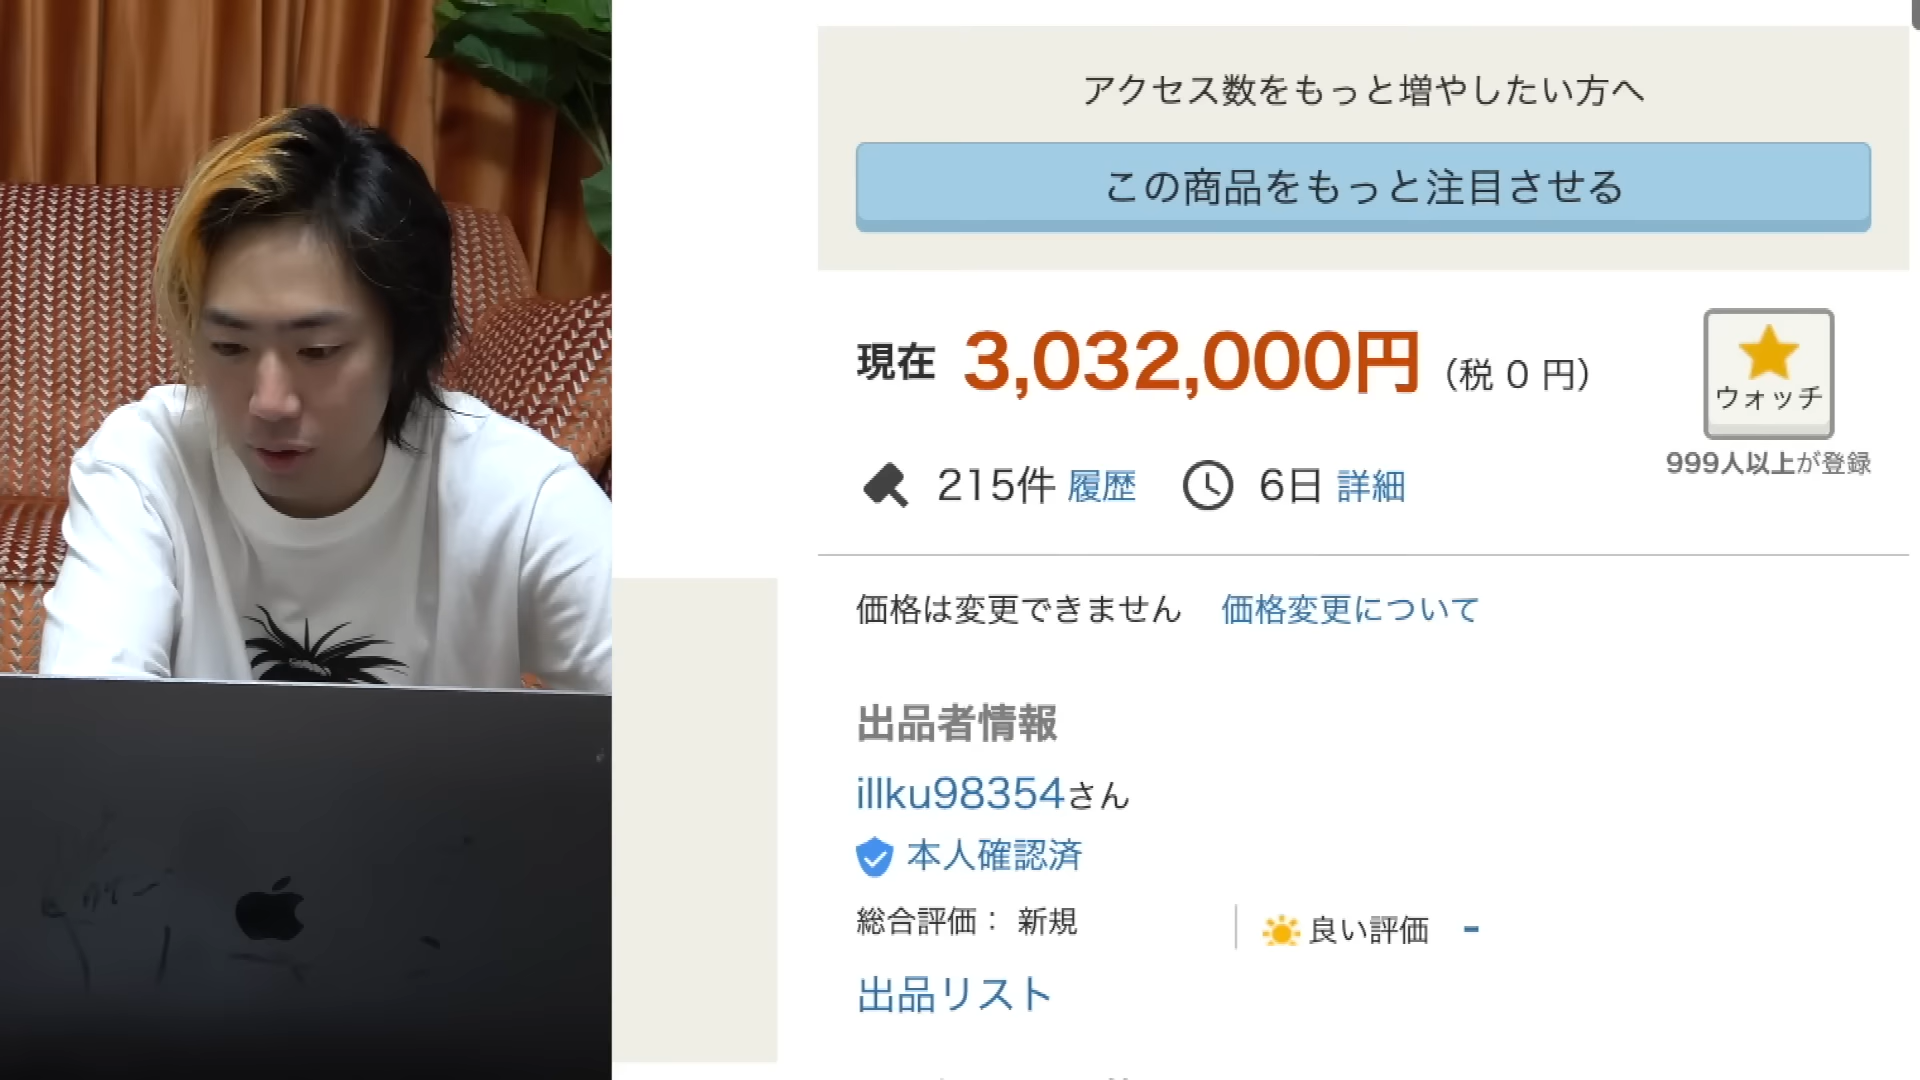 アクセス数をもっと増やしたい方へ
この商品をもっと注目させる
現在 3,032,000円 (税 0 円)
ウォッチ
999人以上が登録
215件 履歴 6日 詳細
価格は変更できません 価格変更について
出品者情報
illku98354さん
本人確認済
総合評価： 新規 良い評価 -
出品リスト